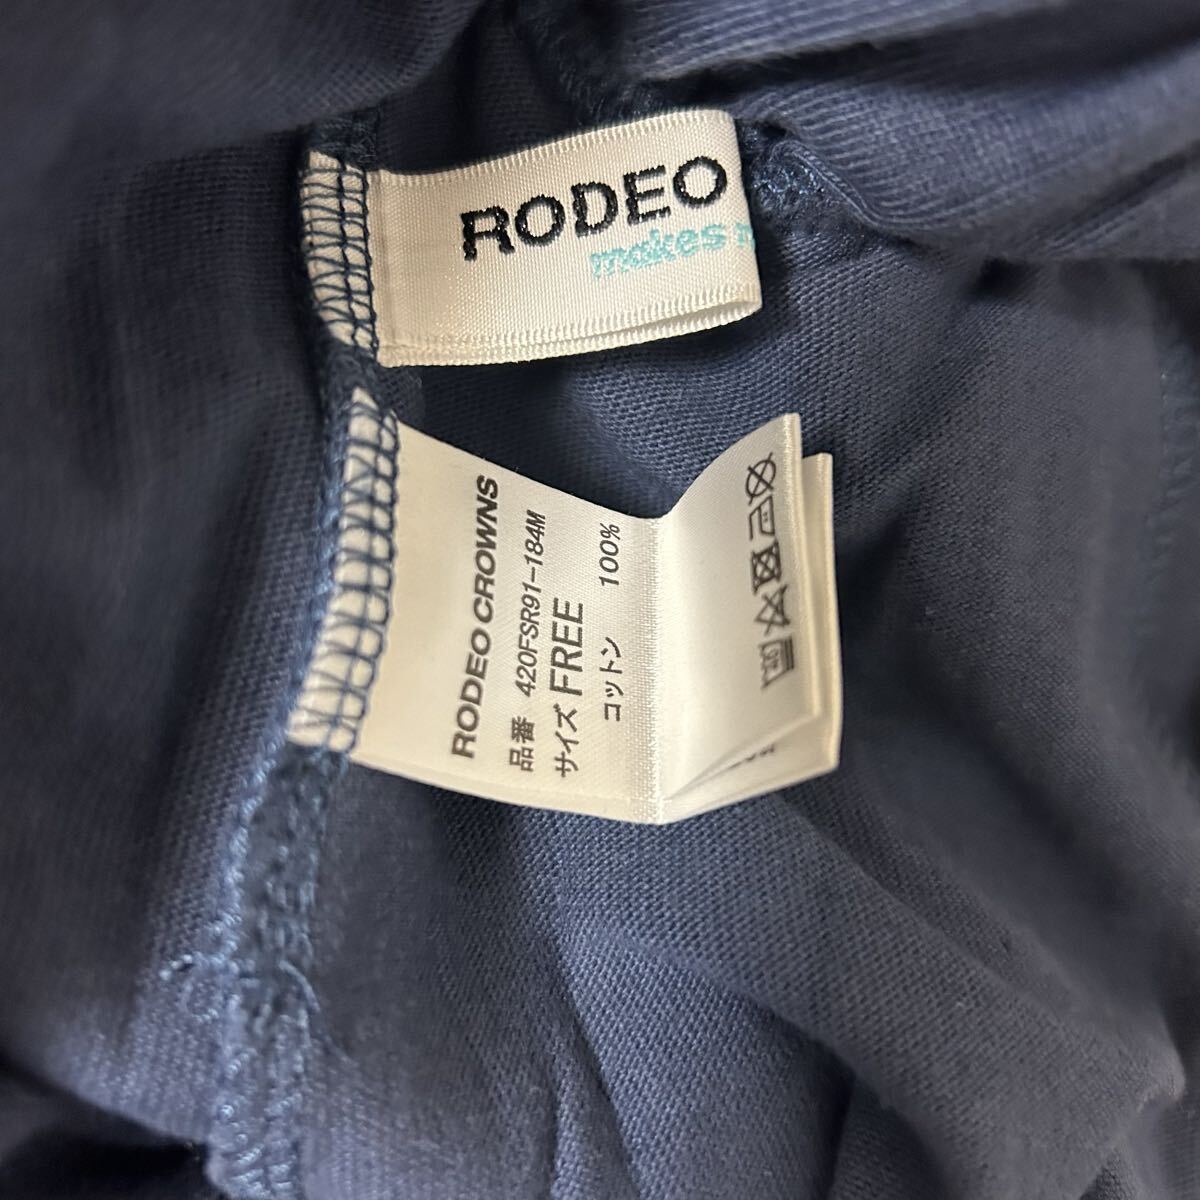 RODEO
makes
RODEO CROWNS
品番 420FSR91-184M
サイズ FREE
コットン 100%